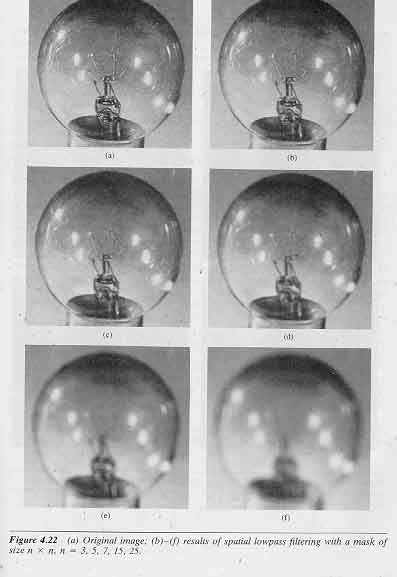 (a)
(b)
(c)
(d)
(e)
(f)
Figure 4.22 (a) Original image; (b)–(f) results of spatial lowpass filtering with a mask of
size n × n, n = 3, 5, 7, 15, 25.